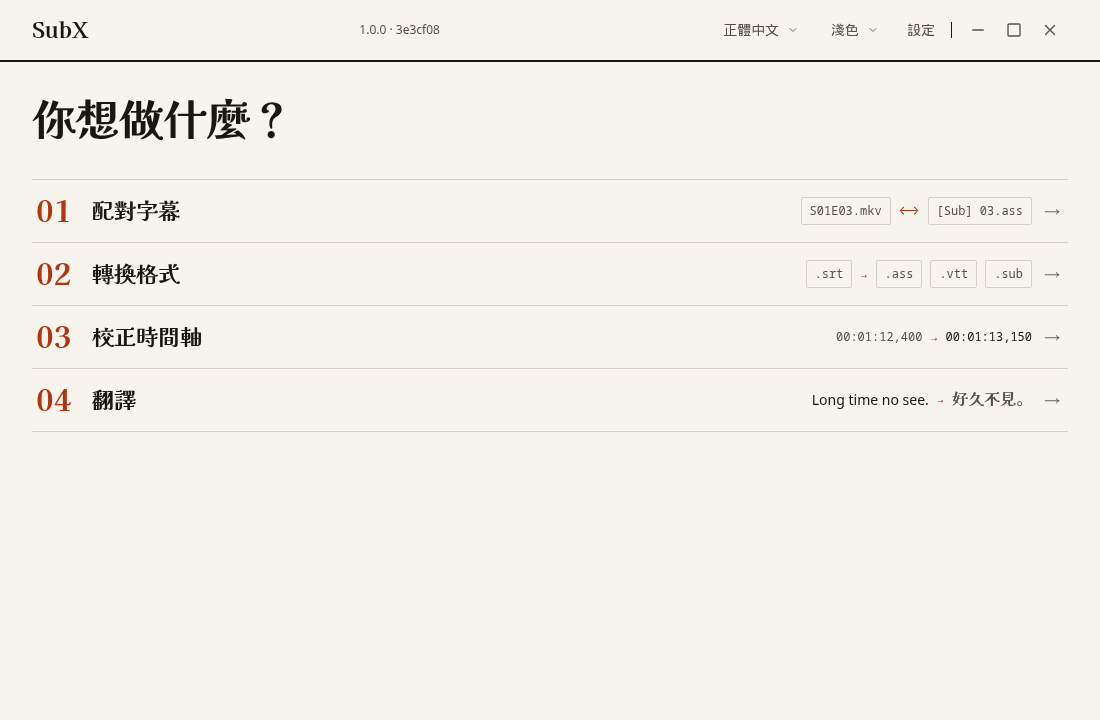 SubX 1.0.0 · 3e3cf08 正體中文 淺色 設定
你想做什麼？
01 配對字幕 S01E03.mkv ↔ [Sub] 03.ass →
02 轉換格式 .srt → .ass .vtt .sub →
03 校正時間軸 00:01:12,400 → 00:01:13,150 →
04 翻譯 Long time no see. → 好久不見。 →